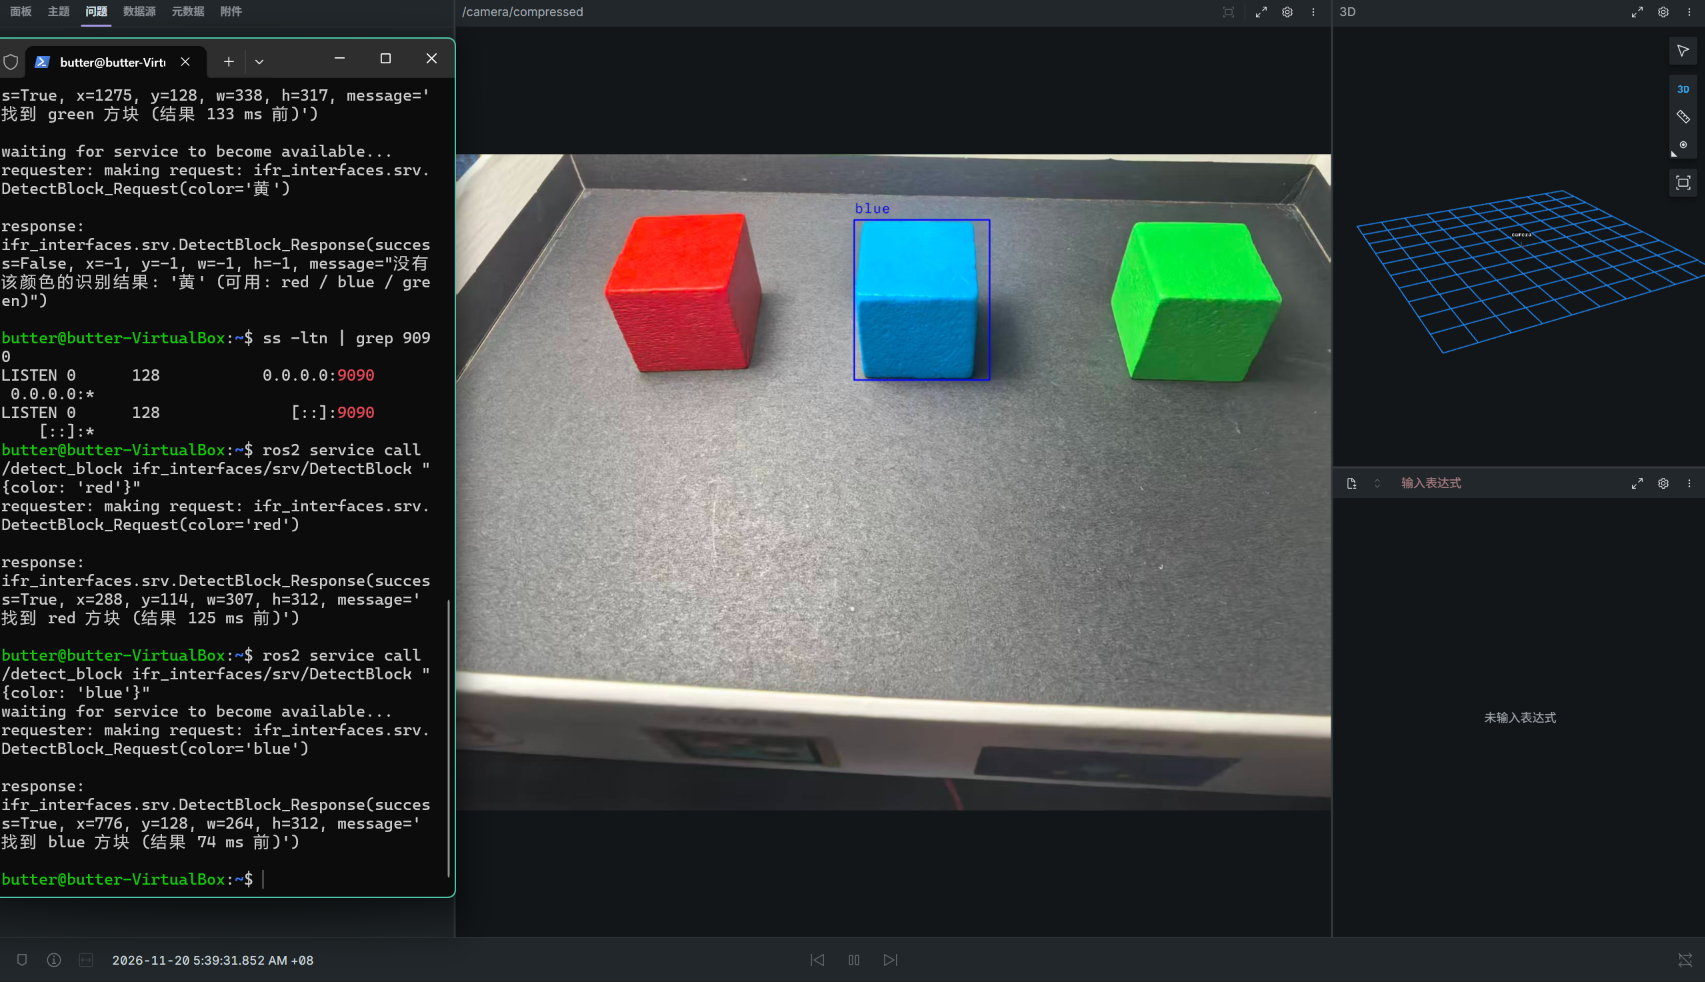 面板 主题 问题 数据源 元数据 附件
/camera/compressed
3D
butter@butter-Virtu
s=True, x=1275, y=128, w=338, h=317, message='
找到 green 方块 (结果 133 ms 前)')
waiting for service to become available...
requester: making request: ifr_interfaces.srv.
DetectBlock_Request(color='黄')
response:
ifr_interfaces.srv.DetectBlock_Response(succes
s=False, x=-1, y=-1, w=-1, h=-1, message="没有
该颜色的识别结果: '黄' (可用: red / blue / gre
en)")
butter@butter-VirtualBox:~$ ss -ltn | grep 909
0
LISTEN 0      128           0.0.0.0:9090
 0.0.0.0:*
LISTEN 0      128              [::]:9090
    [::]:*
butter@butter-VirtualBox:~$ ros2 service call
/detect_block ifr_interfaces/srv/DetectBlock "
{color: 'red'}"
requester: making request: ifr_interfaces.srv.
DetectBlock_Request(color='red')
response:
ifr_interfaces.srv.DetectBlock_Response(succes
s=True, x=288, y=114, w=307, h=312, message='
找到 red 方块 (结果 125 ms 前)')
butter@butter-VirtualBox:~$ ros2 service call
/detect_block ifr_interfaces/srv/DetectBlock "
{color: 'blue'}"
waiting for service to become available...
requester: making request: ifr_interfaces.srv.
DetectBlock_Request(color='blue')
response:
ifr_interfaces.srv.DetectBlock_Response(succes
s=True, x=776, y=128, w=264, h=312, message='
找到 blue 方块 (结果 74 ms 前)')
butter@butter-VirtualBox:~$
blue
3D
输入表达式
未输入表达式
2026-11-20 5:39:31.852 AM +08